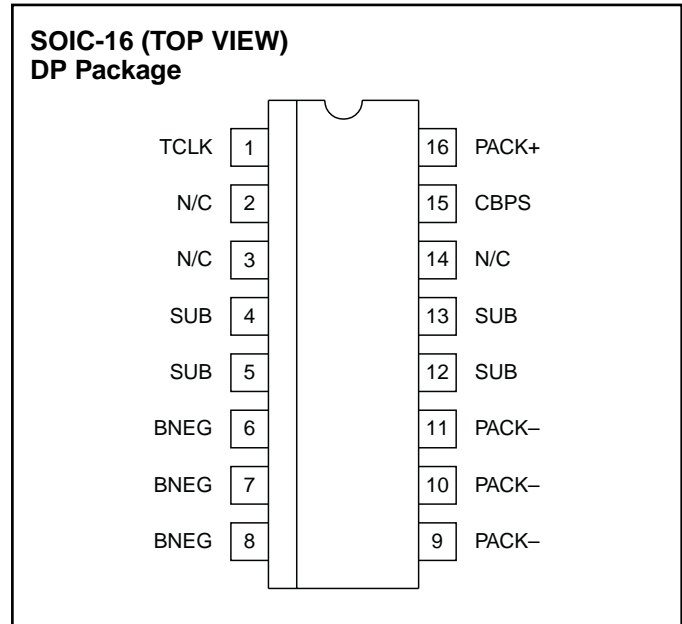 SOIC-16 (TOP VIEW)
DP Package
TCLK 1 16 PACK+
N/C 2 15 CBPS
N/C 3 14 N/C
SUB 4 13 SUB
SUB 5 12 SUB
BNEG 6 11 PACK–
BNEG 7 10 PACK–
BNEG 8 9 PACK–